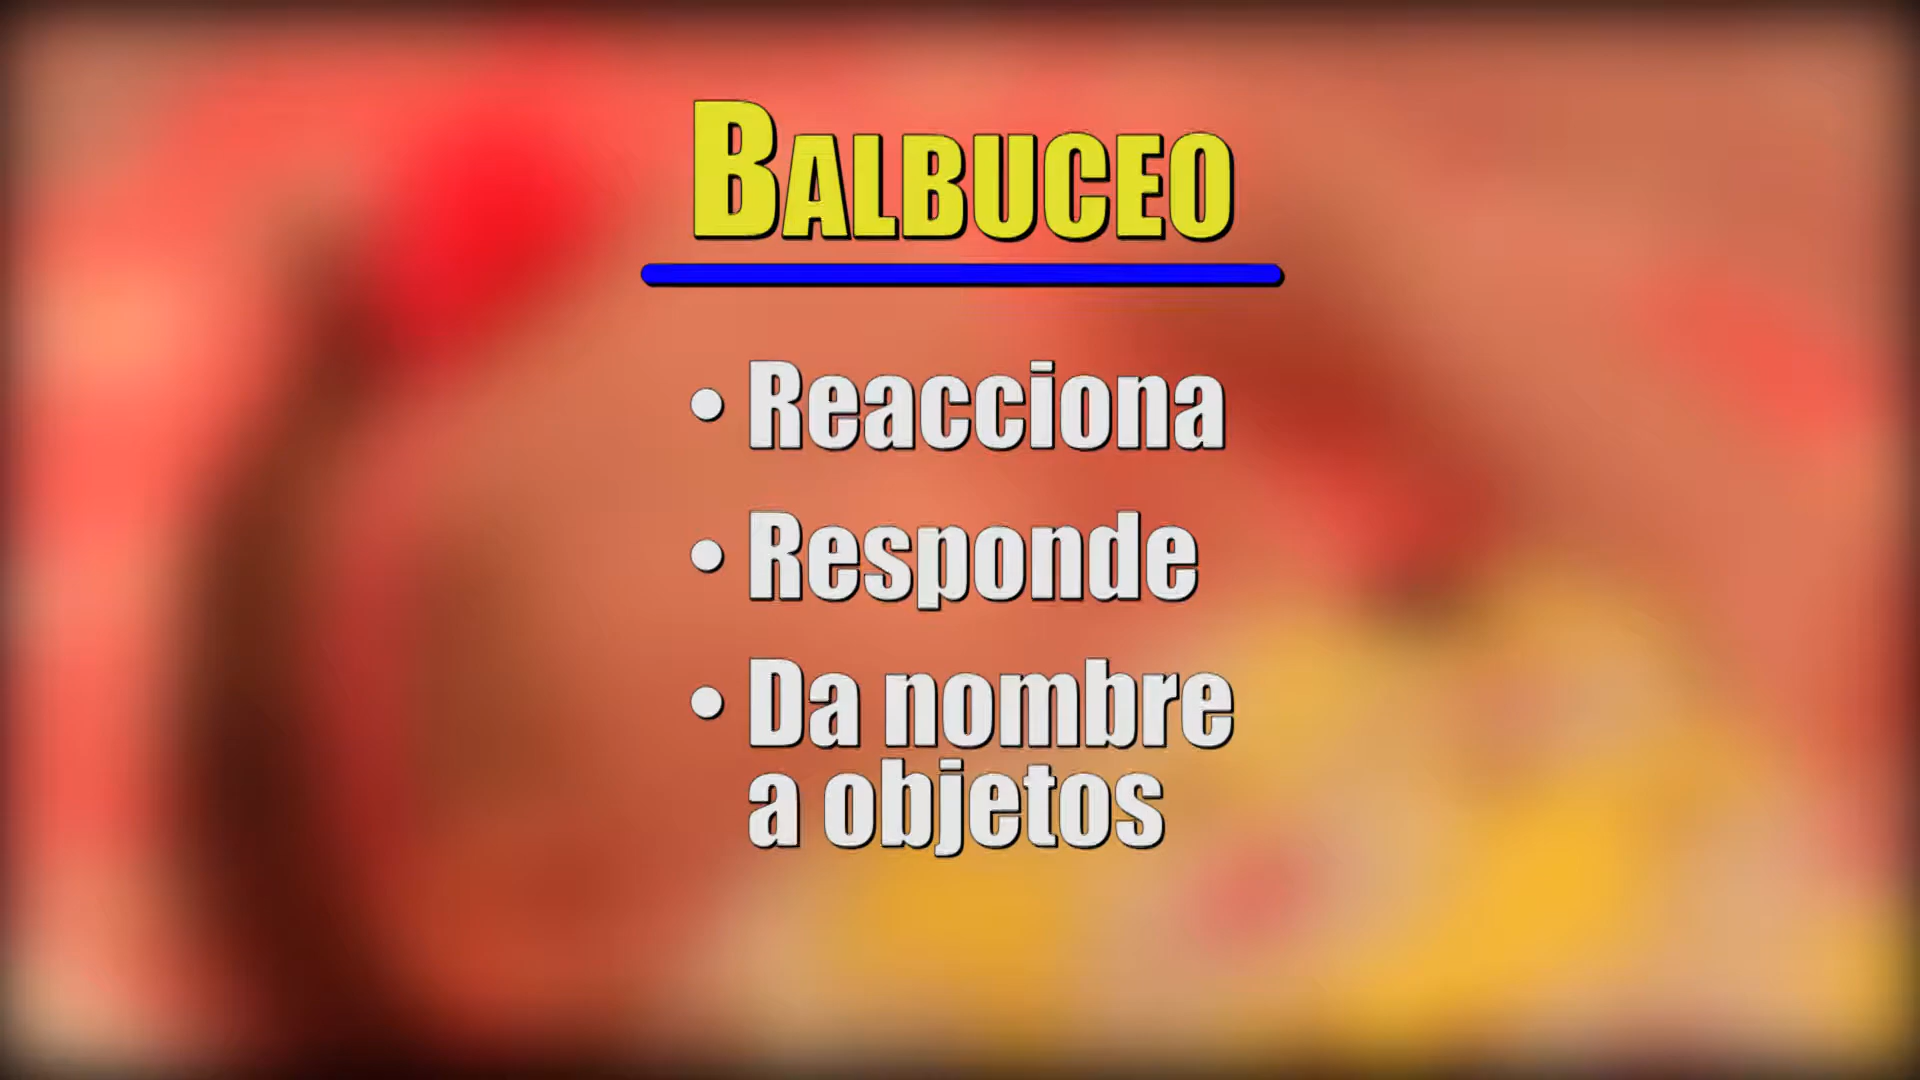 BALBUCEO
• Reacciona
• Responde
• Da nombre
a objetos